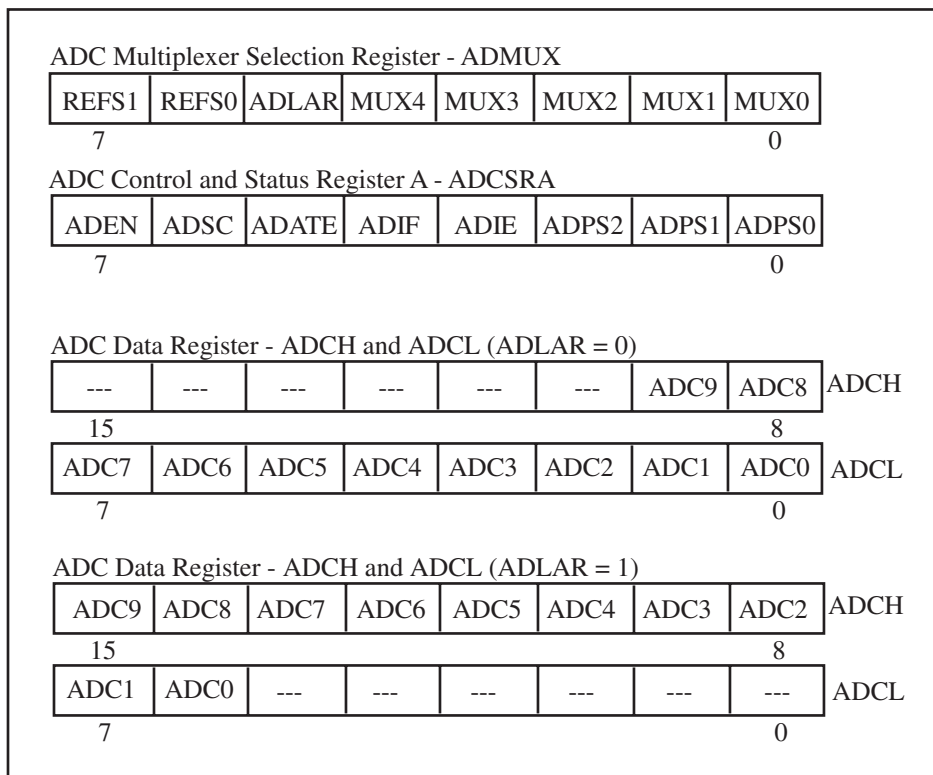 ADC Multiplexer Selection Register - ADMUX
REFS1 REFS0 ADLAR MUX4 MUX3 MUX2 MUX1 MUX0
7 0
ADC Control and Status Register A - ADCSRA
ADEN ADSC ADATE ADIF ADIE ADPS2 ADPS1 ADPS0
7 0
ADC Data Register - ADCH and ADCL (ADLAR = 0)
--- --- --- --- --- --- ADC9 ADC8 ADCH
15 8
ADC7 ADC6 ADC5 ADC4 ADC3 ADC2 ADC1 ADC0 ADCL
7 0
ADC Data Register - ADCH and ADCL (ADLAR = 1)
ADC9 ADC8 ADC7 ADC6 ADC5 ADC4 ADC3 ADC2 ADCH
15 8
ADC1 ADC0 --- --- --- --- --- --- ADCL
7 0